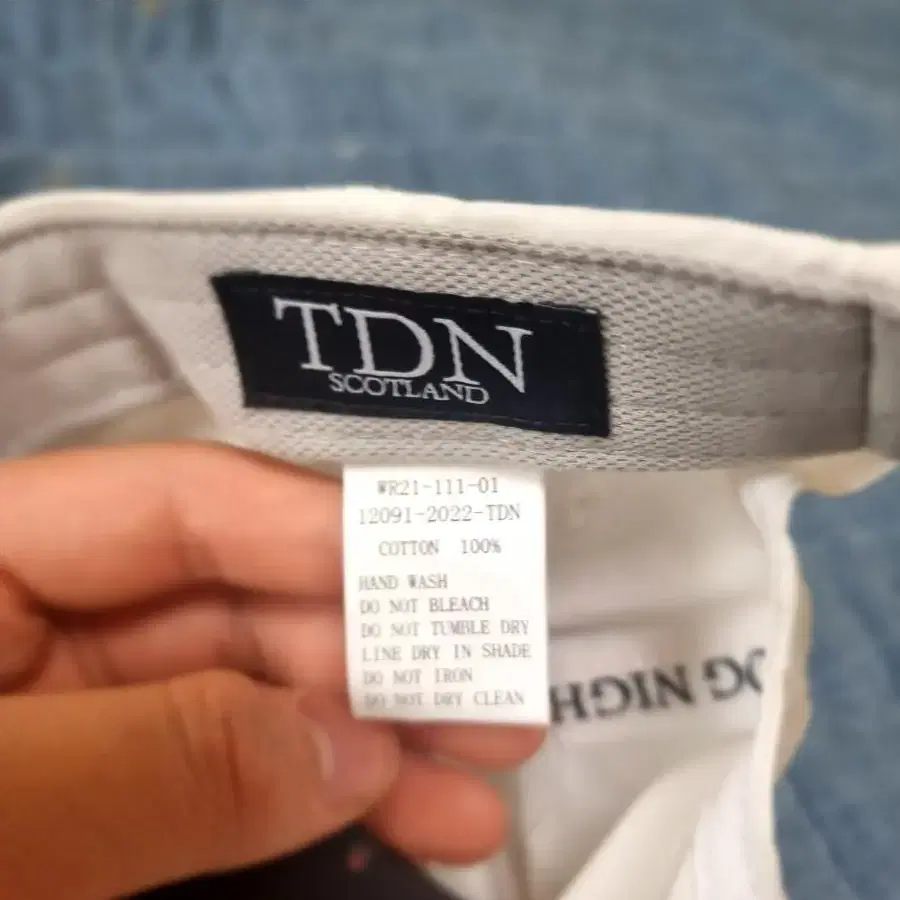 TDN
SCOTLAND
WR21-111-01
12091-2022-TDN
COTTON 100%
HAND WASH
DO NOT BLEACH
DO NOT TUMBLE DRY
LINE DRY IN SHADE
DO NOT IRON
DO NOT DRY CLEAN